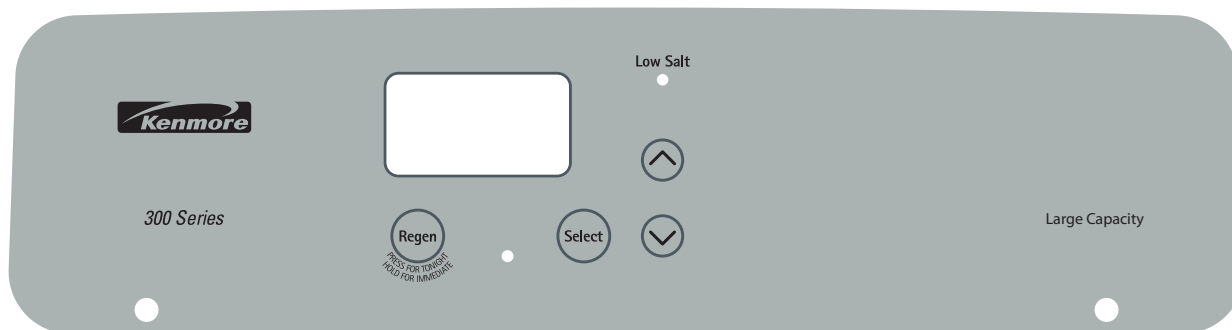 Low Salt
Kenmore
300 Series
Large Capacity
Regen
Select
PRESS FOR TONIGHT
HOLD FOR IMMEDIATE